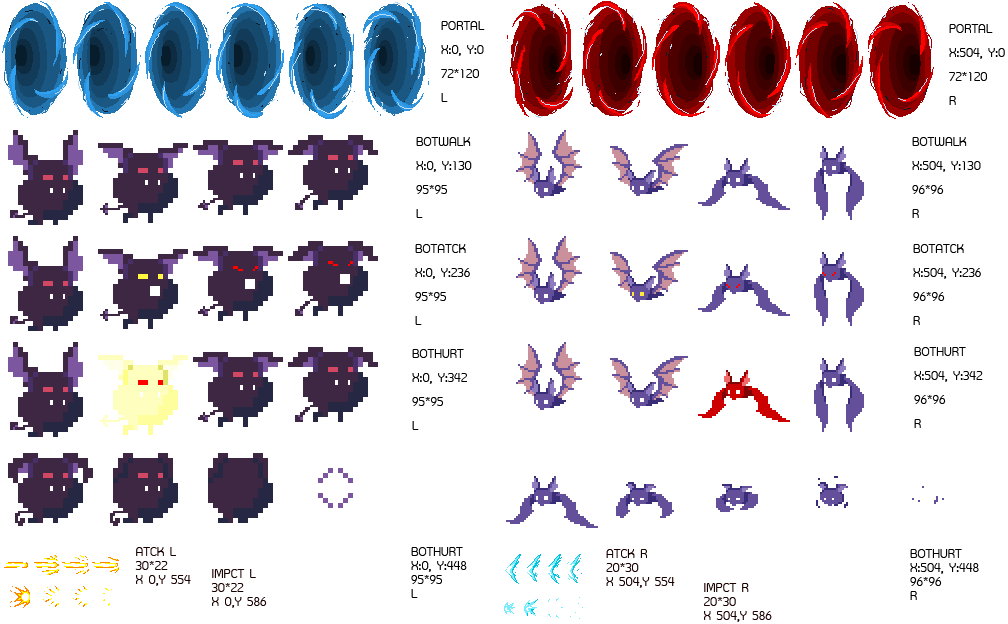 PORTAL
X:0, Y:0
72*120
L
PORTAL
X:504, Y:0
72*120
R
BOTWALK
X:0, Y:130
95*95
L
BOTWALK
X:504, Y:130
96*96
R
BOTATCK
X:0, Y:236
95*95
L
BOTATCK
X:504, Y:236
96*96
R
BOTHURT
X:0, Y:342
95*95
L
BOTHURT
X:504, Y:342
96*96
R
ATCK L
30*22
X 0,Y 554
IMPCT L
30*22
X 0,Y 586
BOTHURT
X:0, Y:448
95*95
L
ATCK R
20*30
X 504,Y 554
IMPCT R
20*30
X 504,Y 586
BOTHURT
X:504, Y:448
96*96
R